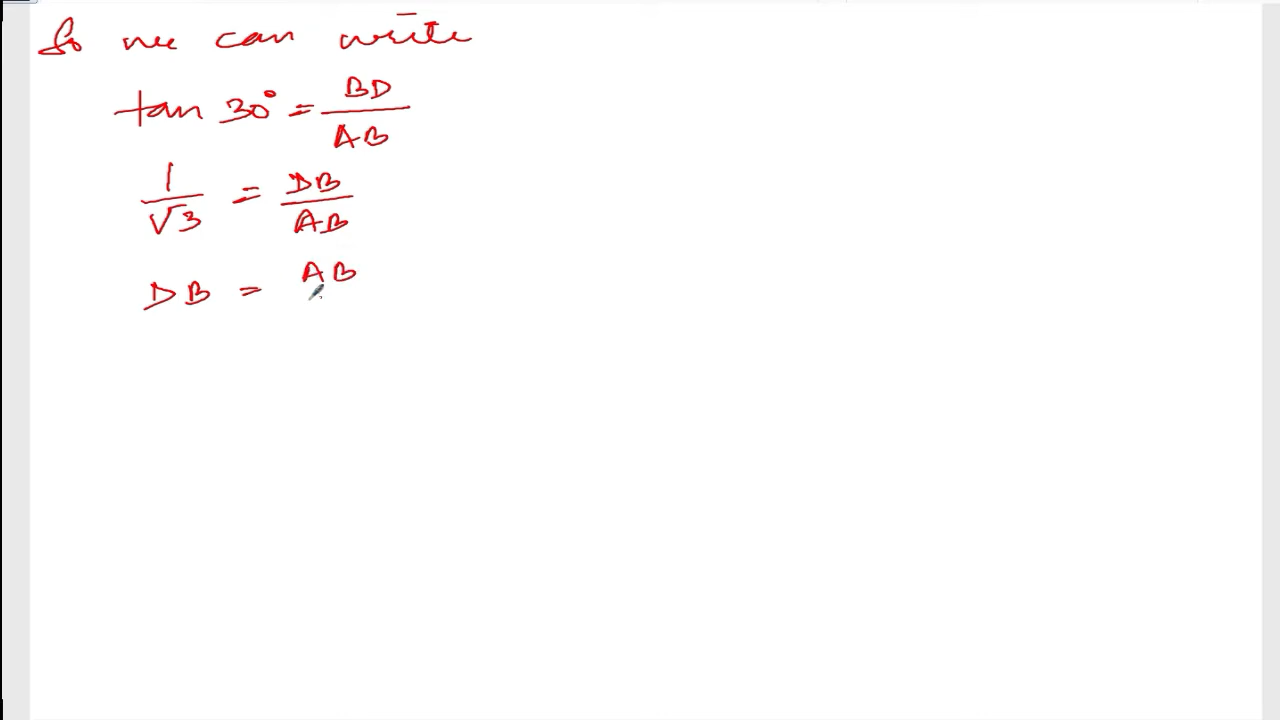 So we can write
tan 30° = BD/AB
1/√3 = DB/AB
DB = AB